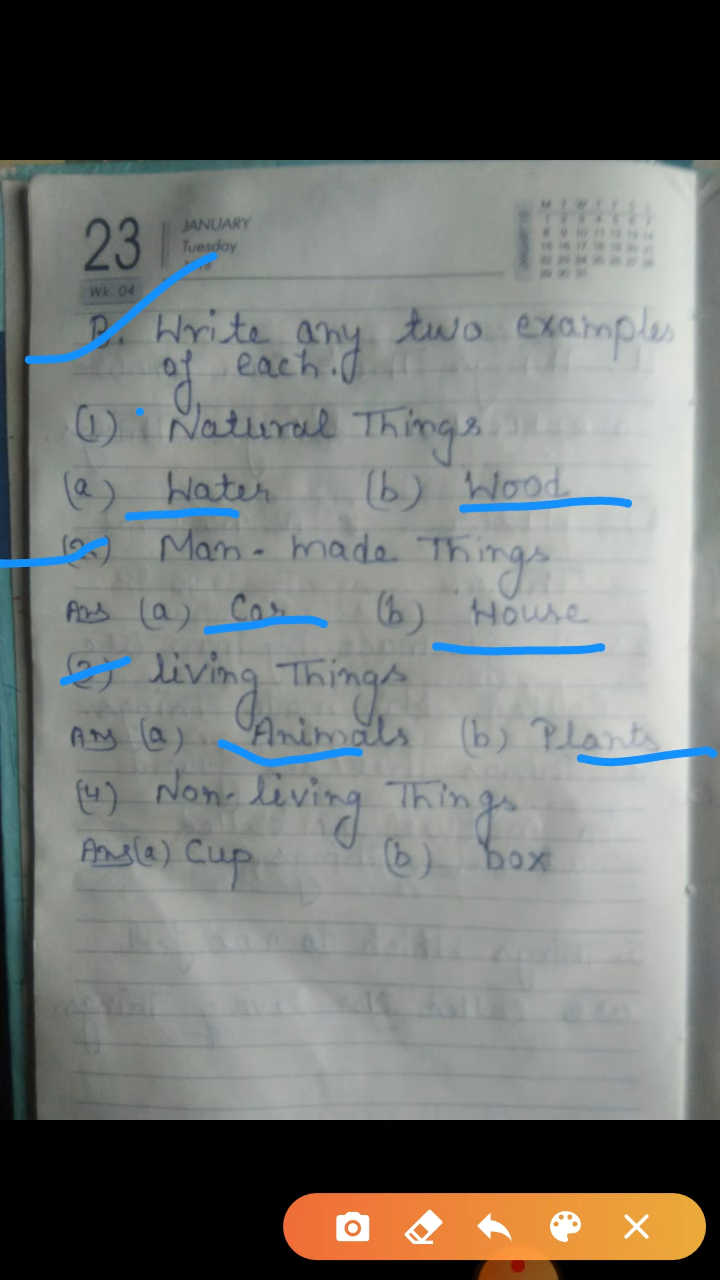 23
JANUARY
Tuesday
Wk. 04
B. Write any two examples
of each.
(1) Natural Things
(a) Water (b) Wood
(2) Man-made Things
Ans (a) Car (b) House
(3) living Things
Ans (a) Animals (b) Plants
(4) Non-living Things
Ans (a) Cup (b) box